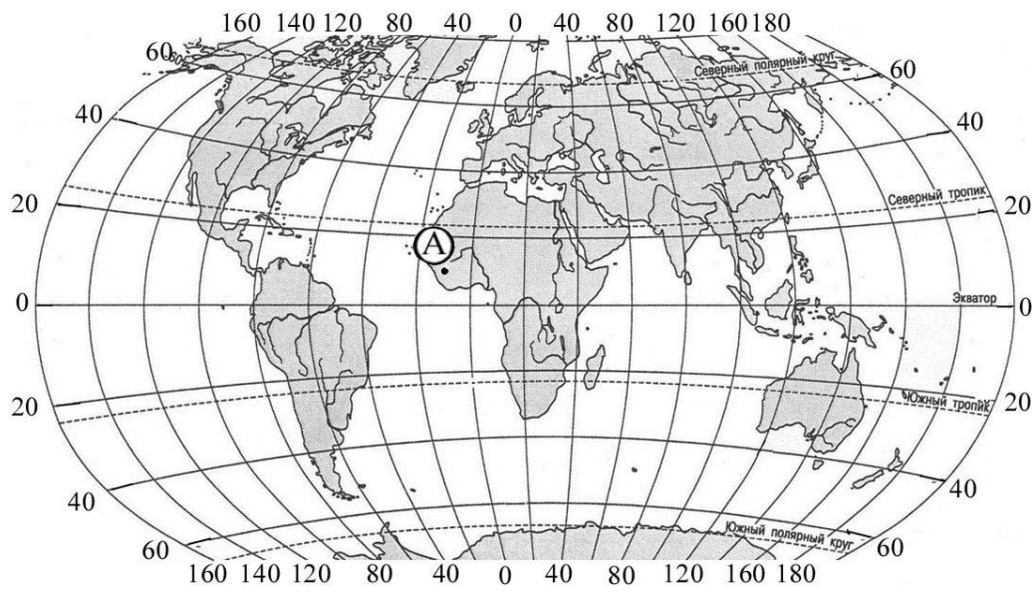 160 140 120 80 40 0 40 80 120 160 180
60 Северный полярный круг 60
40 40
Северный тропик
20 20
A
0 Экватор 0
20 Южный тропик 20
40 40
60 Южный полярный круг 60
160 140 120 80 40 0 40 80 120 160 180